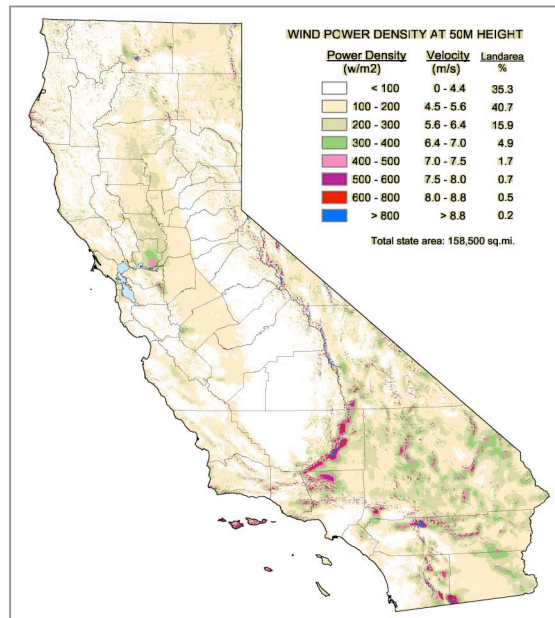 WIND POWER DENSITY AT 50M HEIGHT
Power Density Velocity Landarea
(w/m2) (m/s) %
< 100 0 - 4.4 35.3
100 - 200 4.5 - 5.6 40.7
200 - 300 5.6 - 6.4 15.9
300 - 400 6.4 - 7.0 4.9
400 - 500 7.0 - 7.5 1.7
500 - 600 7.5 - 8.0 0.7
600 - 800 8.0 - 8.8 0.5
> 800 > 8.8 0.2
Total state area: 158,500 sq.mi.